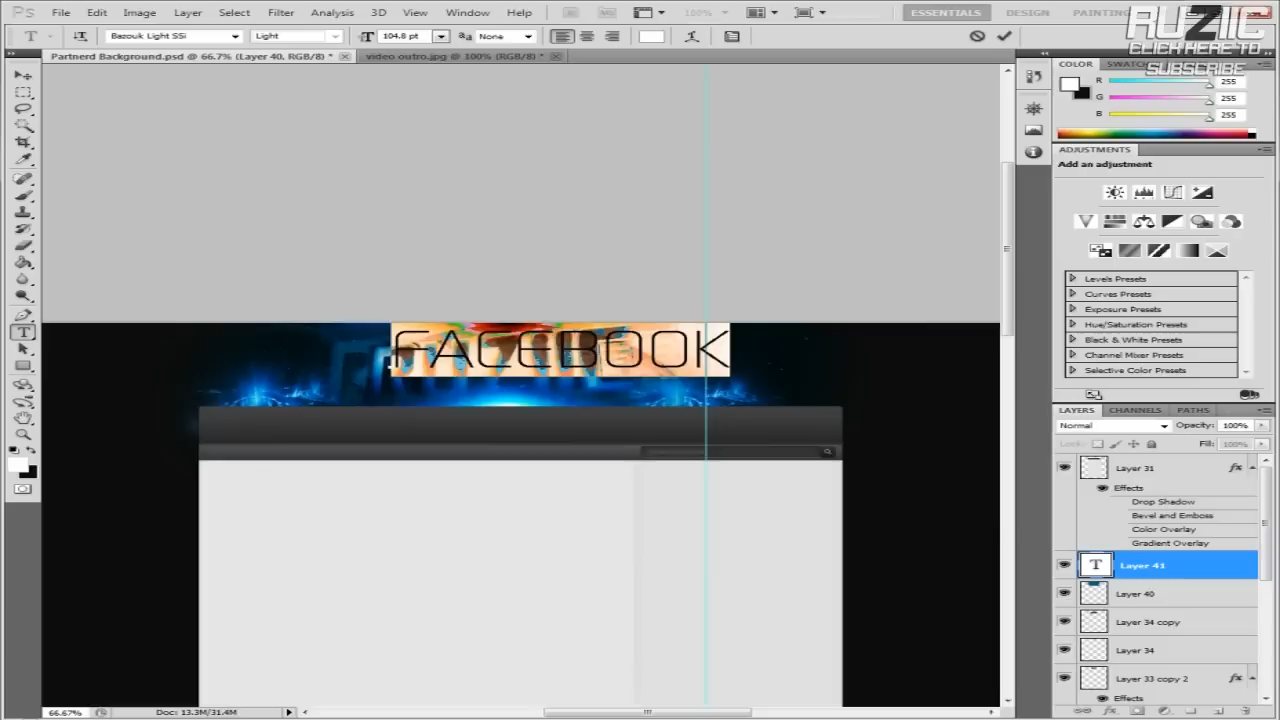 Ps File Edit Image Layer Select Filter Analysis 3D View Window Help 100% ESSENTIALS DESIGN PAINTING
RUZIIC
CLICK HERE TO
SUBSCRIBE
T Bazouk Light SSi Light 104.8 pt None
Partnerd Background.psd @ 66.7% (Layer 40, RGB/8) * video outro.jpg @ 100% (RGB/8) *
COLOR
R 255
G 255
B 255
ADJUSTMENTS
Add an adjustment
Levels Presets
Curves Presets
Exposure Presets
Hue/Saturation Presets
Black & White Presets
Channel Mixer Presets
Selective Color Presets
FACEBOOK
LAYERS CHANNELS PATHS
Normal Opacity: 100%
Lock: Fill: 100%
Layer 31 fx
Effects
Drop Shadow
Bevel and Emboss
Color Overlay
Gradient Overlay
T Layer 41
Layer 40
Layer 34 copy
Layer 34
Layer 33 copy 2 fx
Effects
66.67% Doc: 13.3M/31.4M